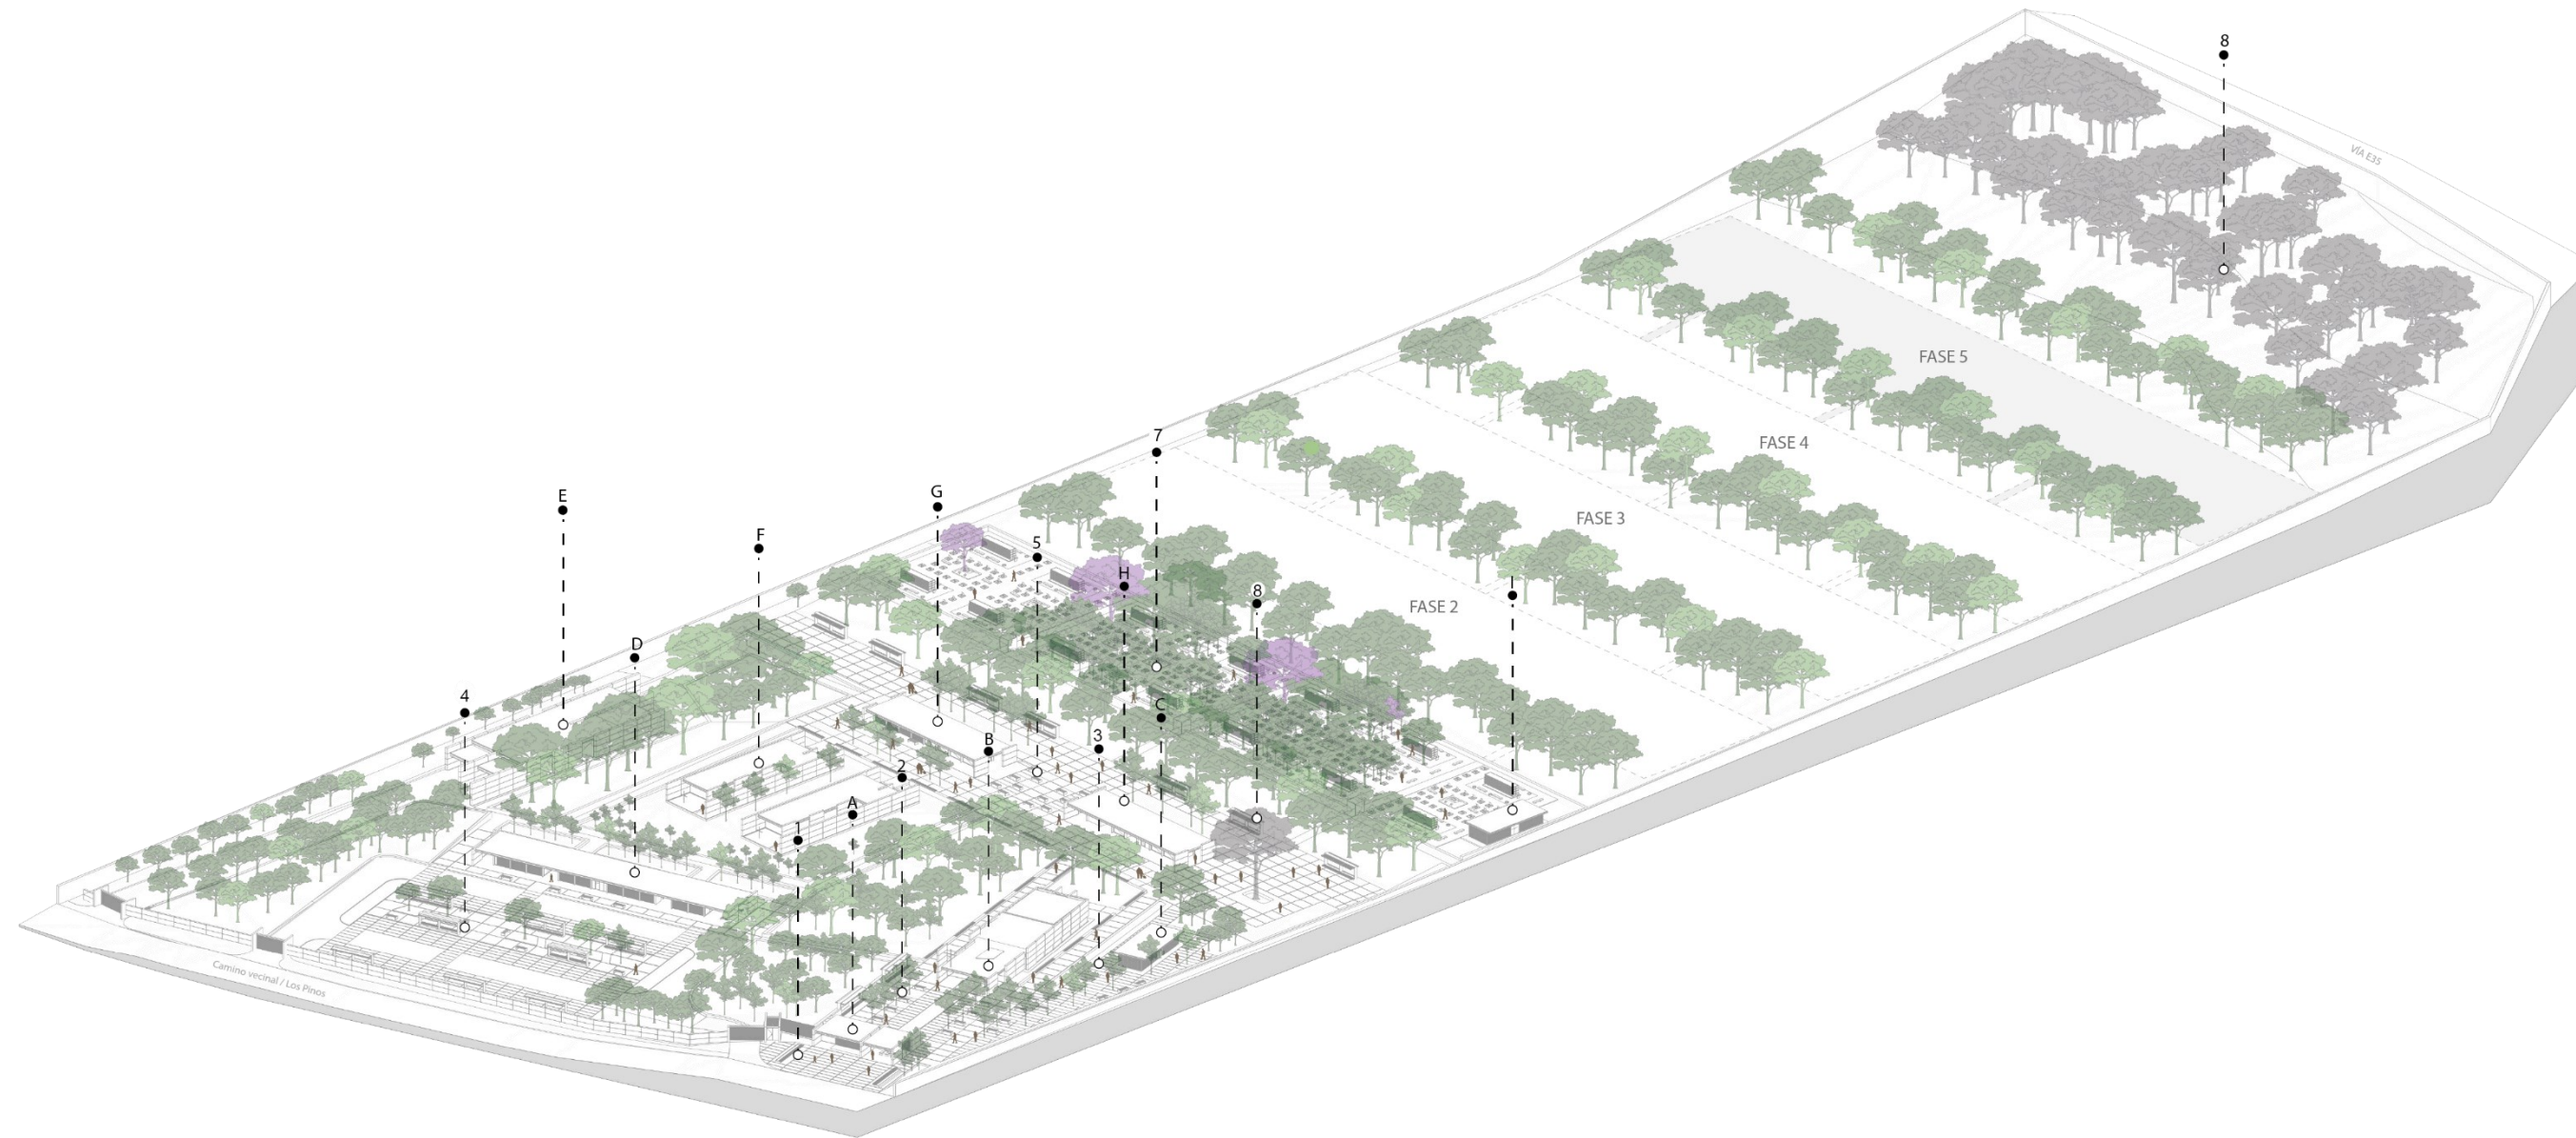 8
VÍA E35
FASE 5
FASE 4
7
E
G
FASE 3
F
5
H
8
FASE 2
D
4
C
B
3
2
A
1
Camino vecinal / Los Pinos